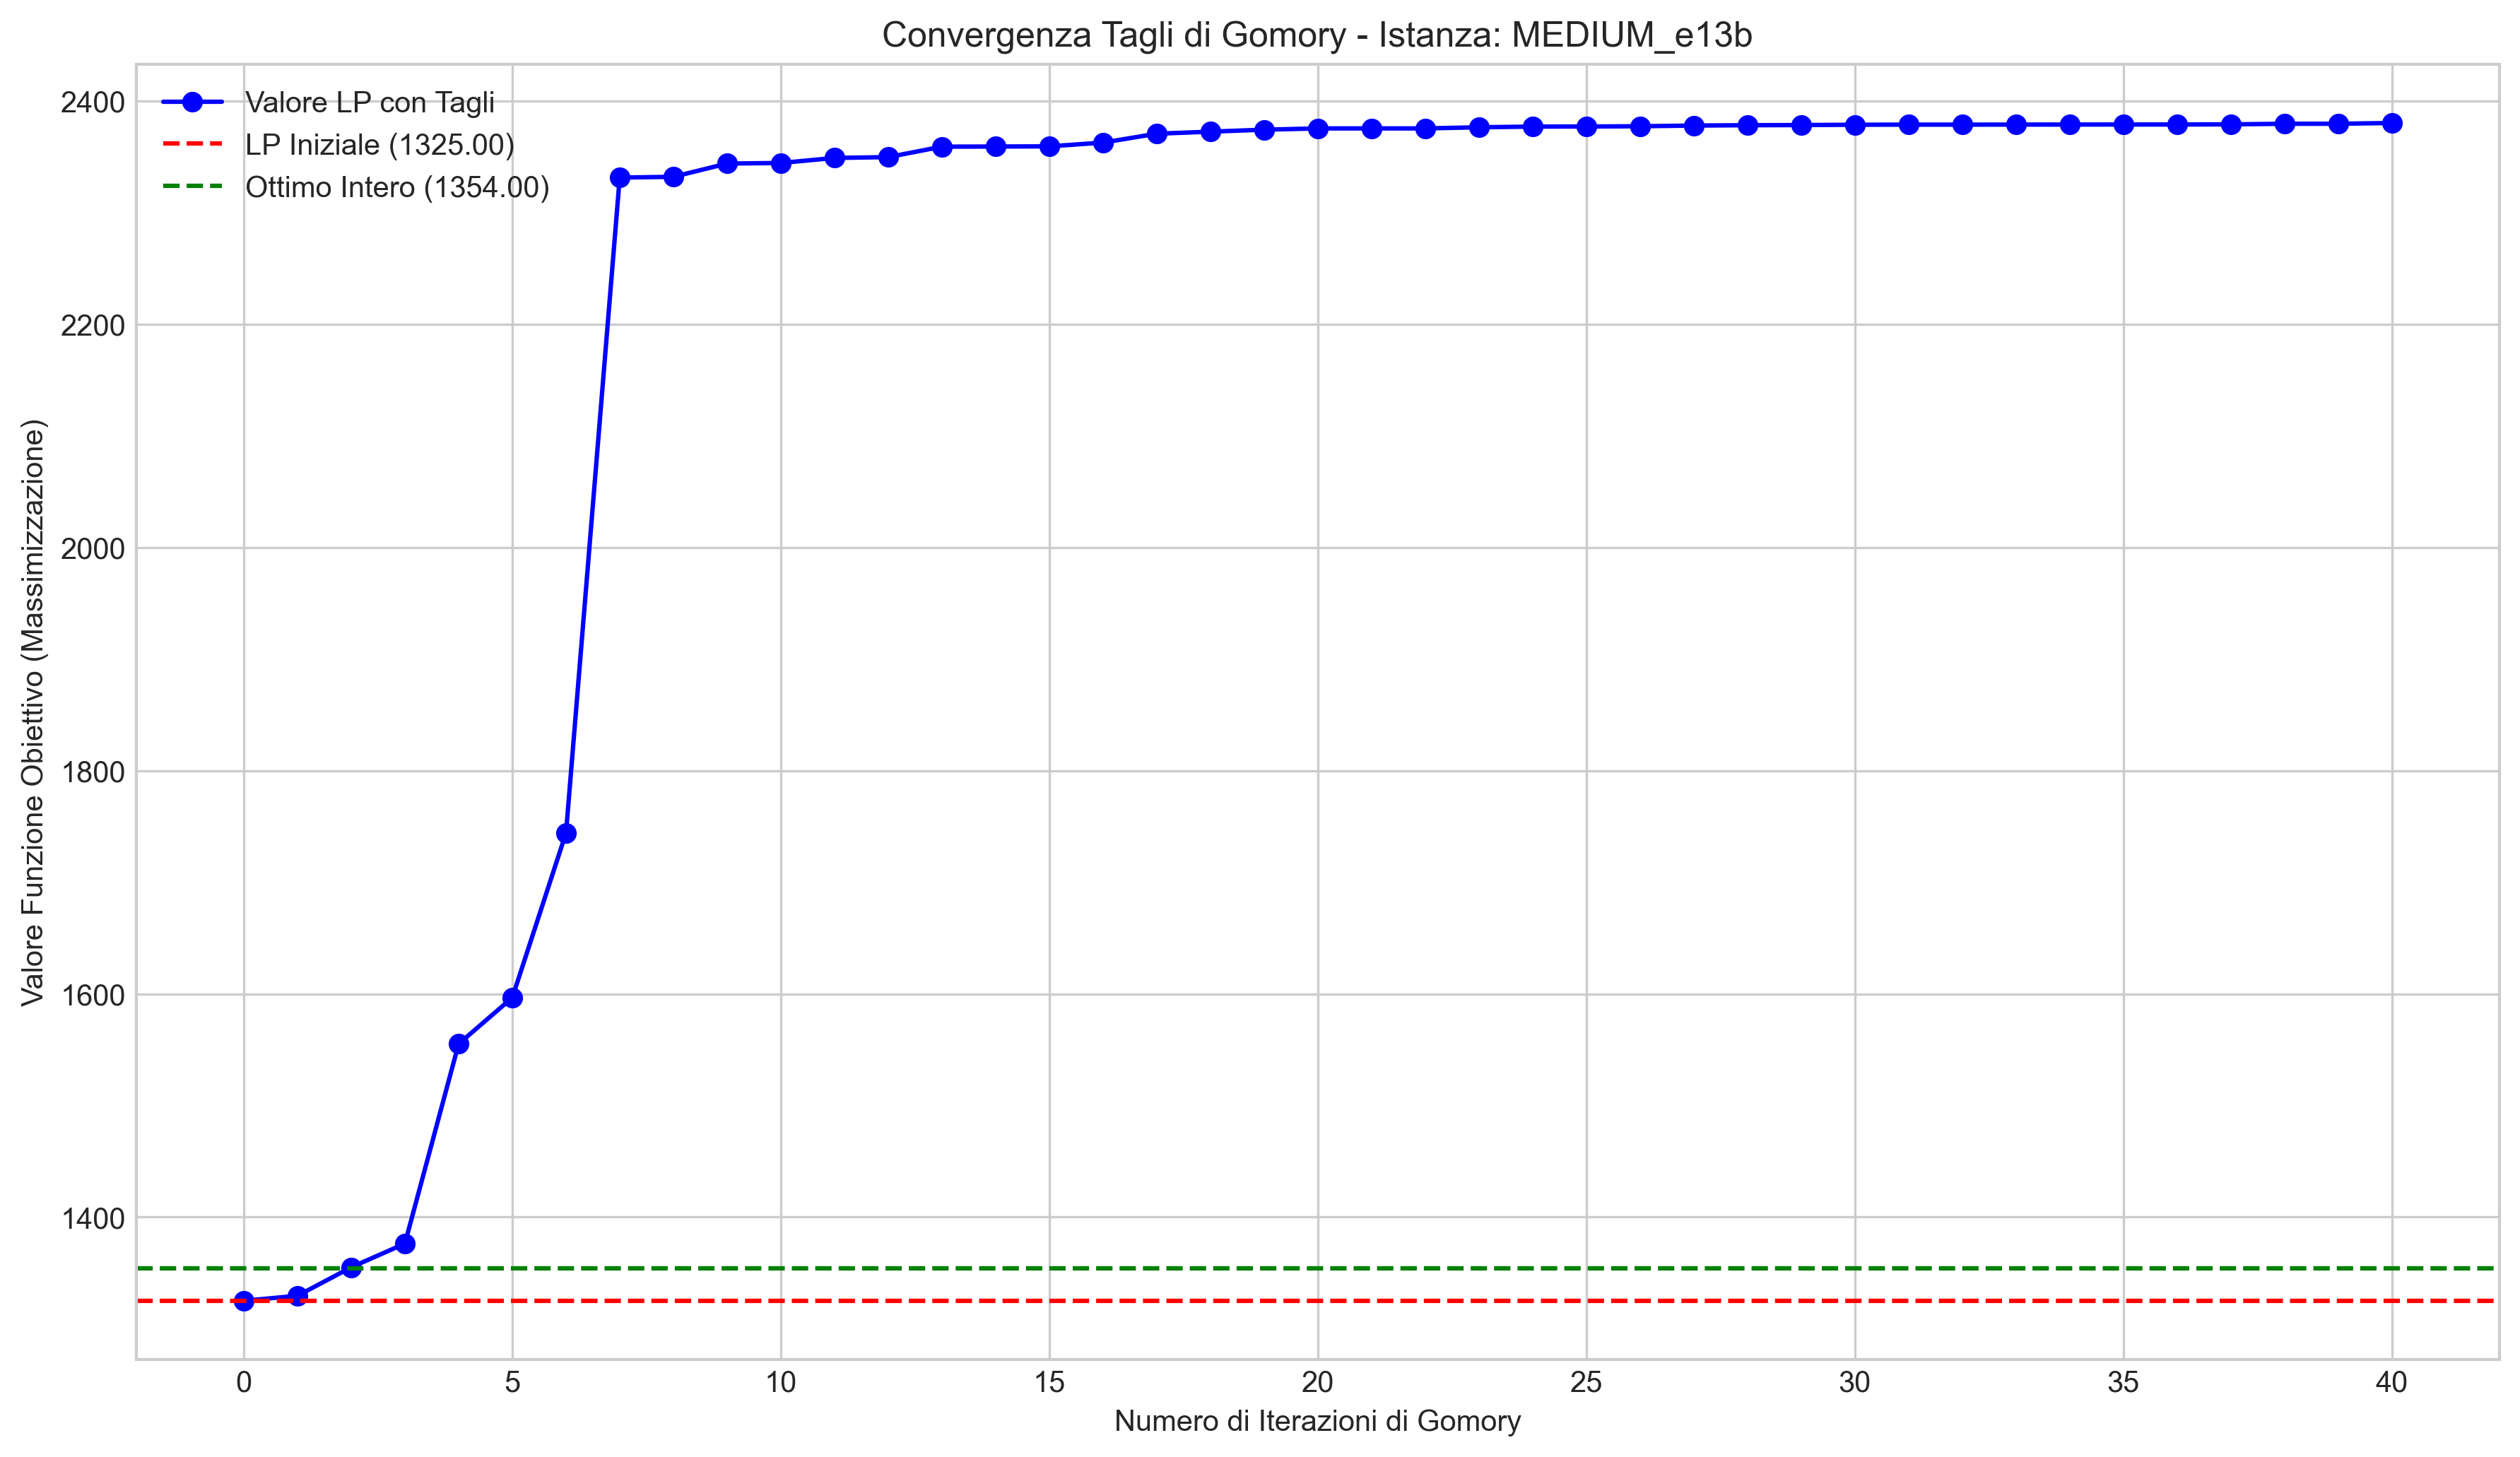 Convergenza Tagli di Gomory - Istanza: MEDIUM_e13b
Valore LP con Tagli
LP Iniziale (1325.00)
Ottimo Intero (1354.00)
Valore Funzione Obiettivo (Massimizzazione)
2400
2200
2000
1800
1600
1400
0 5 10 15 20 25 30 35 40
Numero di Iterazioni di Gomory